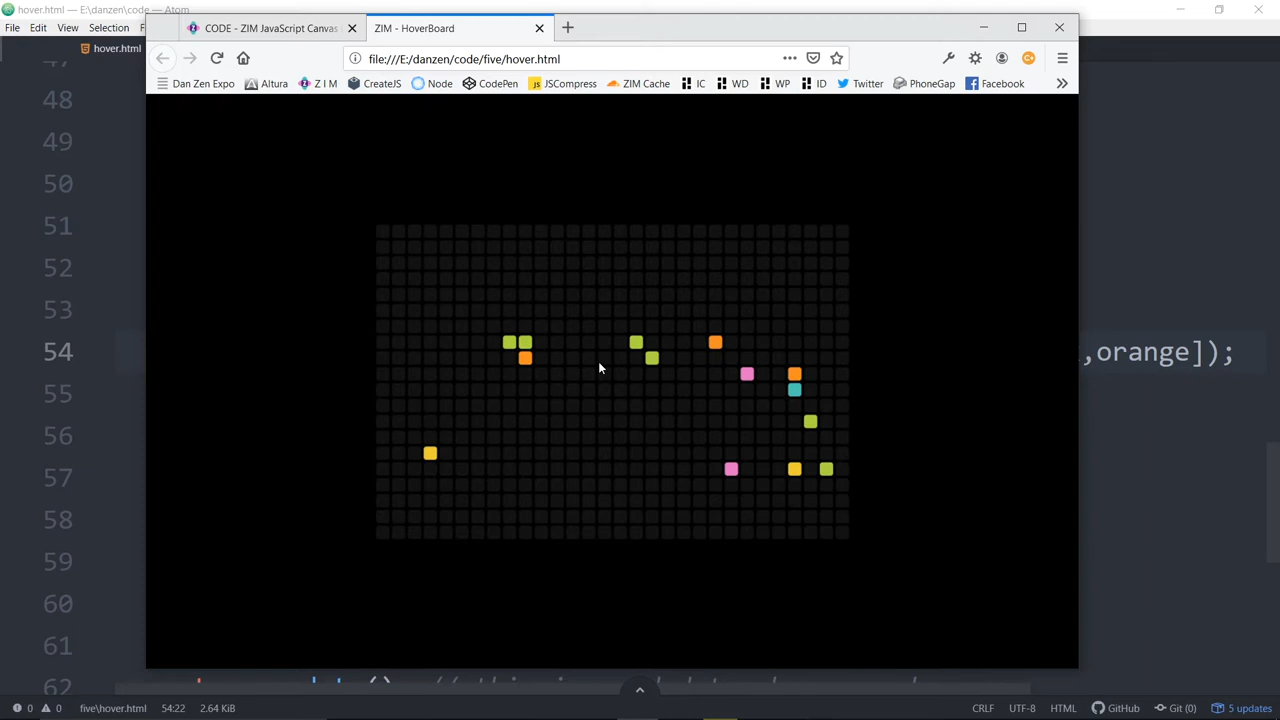 hover.html — E:\danzen\code — Atom
File Edit View Selection F
hover.html
CODE - ZIM JavaScript Canvas
ZIM - HoverBoard
file:///E:/danzen/code/five/hover.html
Dan Zen Expo Altura Z I M CreateJS Node CodePen JS JSCompress ZIM Cache IC WD WP ID Twitter PhoneGap Facebook
48
49
50
51
52
53
54 ,orange]);
55
56
57
58
59
60
61
62
0 0 five\hover.html 54:22 2.64 KiB CRLF UTF-8 HTML GitHub Git (0) 5 updates